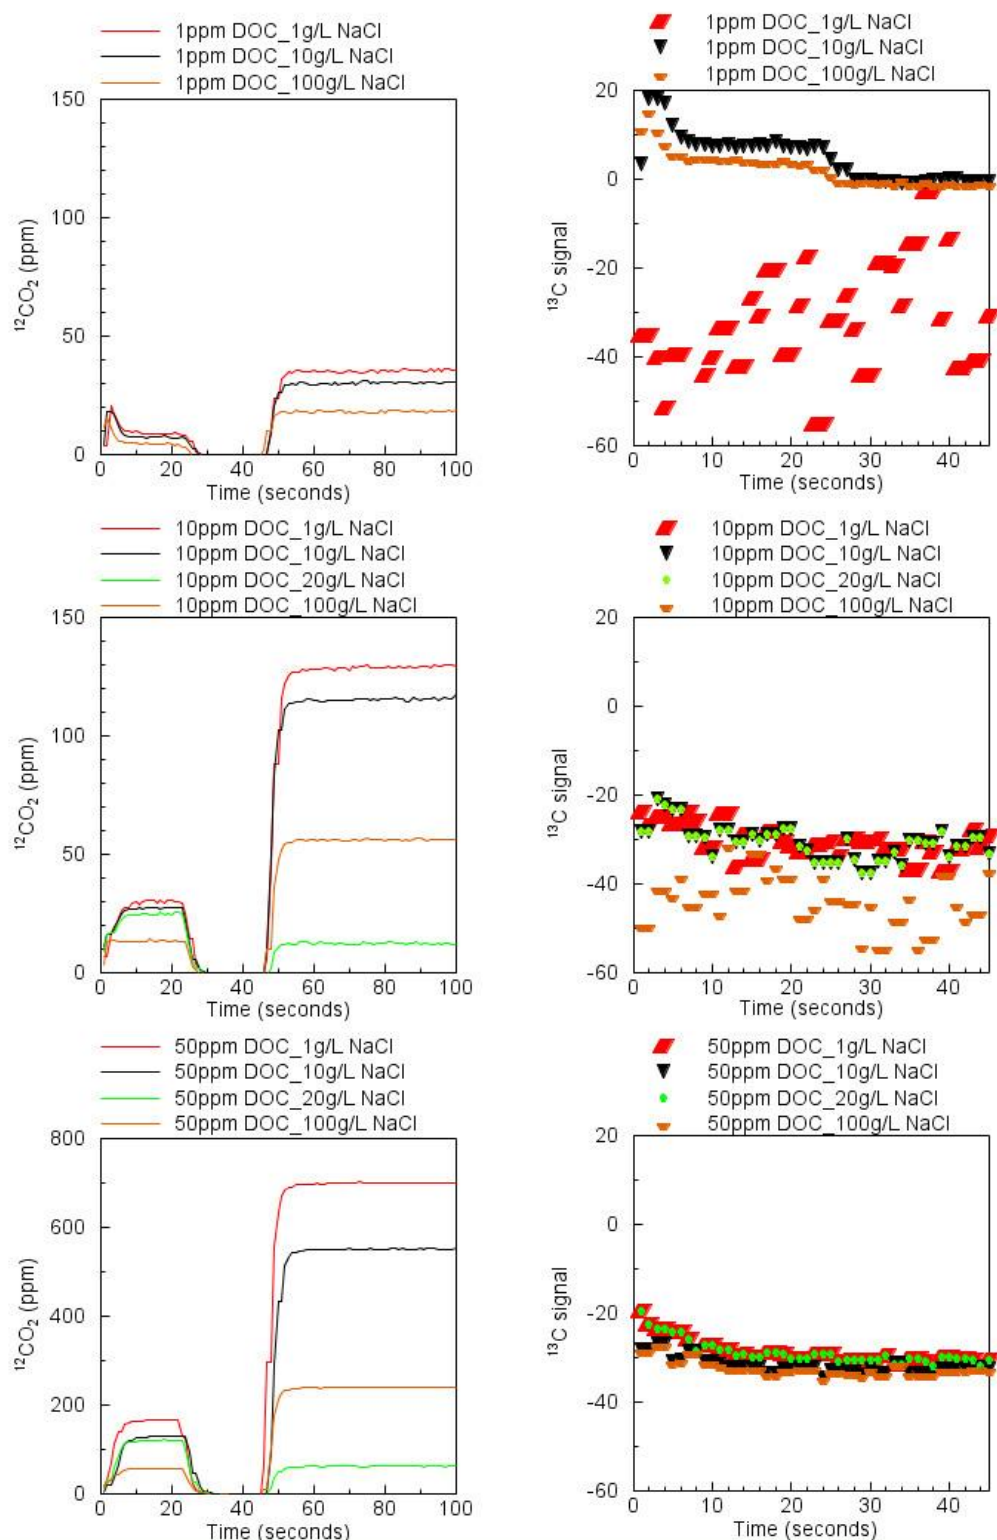 1ppm DOC_1g/L NaCl
1ppm DOC_10g/L NaCl
1ppm DOC_100g/L NaCl
150
100
50
0
¹²CO₂ (ppm)
0 20 40 60 80 100
Time (seconds)
1ppm DOC_1g/L NaCl
1ppm DOC_10g/L NaCl
1ppm DOC_100g/L NaCl
20
0
-20
-40
-60
¹³C signal
0 10 20 30 40
Time (seconds)
10ppm DOC_1g/L NaCl
10ppm DOC_10g/L NaCl
10ppm DOC_20g/L NaCl
10ppm DOC_100g/L NaCl
150
100
50
0
¹²CO₂ (ppm)
0 20 40 60 80 100
Time (seconds)
10ppm DOC_1g/L NaCl
10ppm DOC_10g/L NaCl
10ppm DOC_20g/L NaCl
10ppm DOC_100g/L NaCl
20
0
-20
-40
-60
¹³C signal
0 10 20 30 40
Time (seconds)
50ppm DOC_1g/L NaCl
50ppm DOC_10g/L NaCl
50ppm DOC_20g/L NaCl
50ppm DOC_100g/L NaCl
800
600
400
200
0
¹²CO₂ (ppm)
0 20 40 60 80 100
Time (seconds)
50ppm DOC_1g/L NaCl
50ppm DOC_10g/L NaCl
50ppm DOC_20g/L NaCl
50ppm DOC_100g/L NaCl
20
0
-20
-40
-60
¹³C signal
0 10 20 30 40
Time (seconds)